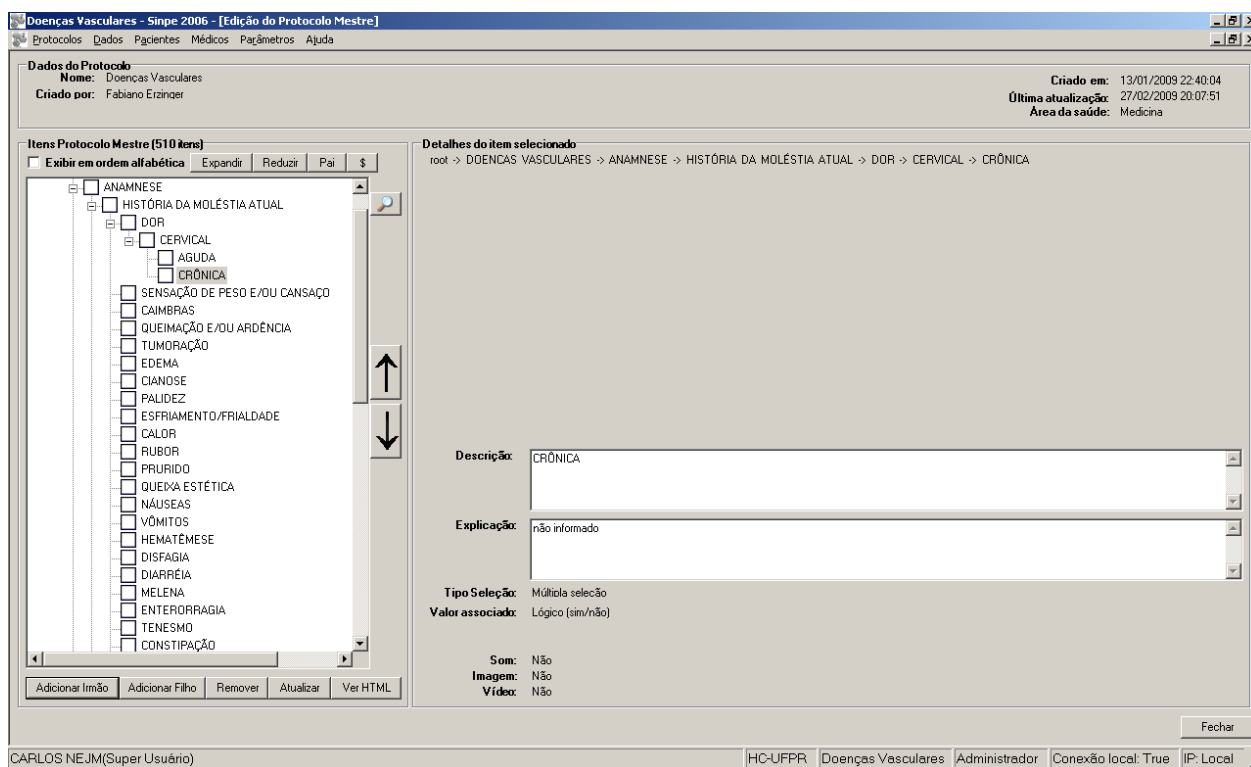 Doenças Vasculares - Sinpe 2006 - [Edição do Protocolo Mestre]
Protocolos Dados Pacientes Médicos Parâmetros Ajuda
Dados do Protocolo
Nome: Doenças Vasculares
Criado por: Fabiano Erzinger
Criado em: 13/01/2009 22:40:04
Última atualização: 27/02/2009 20:07:51
Área da saúde: Medicina
Itens Protocolo Mestre (510 itens)
Exibir em ordem alfabética Expandir Reduzir Pai $
ANAMNESE
HISTÓRIA DA MOLÉSTIA ATUAL
DOR
CERVICAL
AGUDA
CRÔNICA
SENSAÇÃO DE PESO E/OU CANSAÇO
CAIMBRAS
QUEIMAÇÃO E/OU ARDÊNCIA
TUMORAÇÃO
EDEMA
CIANOSE
PALIDEZ
ESFRIAMENTO/FRIALDADE
CALOR
RUBOR
PRURIDO
QUEIXA ESTÉTICA
NÁUSEAS
VÔMITOS
HEMATÊMESE
DISFAGIA
DIARRÉIA
MELENA
ENTERORRAGIA
TENESMO
CONSTIPAÇÃO
Adicionar Irmão Adicionar Filho Remover Atualizar Ver HTML
Detalhes do item selecionado
root -> DOENCAS VASCULARES -> ANAMNESE -> HISTÓRIA DA MOLÉSTIA ATUAL -> DOR -> CERVICAL -> CRÔNICA
Descrição: CRÔNICA
Explicação: não informado
Tipo Seleção: Múltipla seleção
Valor associado: Lógico (sim/não)
Som: Não
Imagem: Não
Vídeo: Não
Fechar
CARLOS NEJM(Super Usuário) HC-UFPR Doenças Vasculares Administrador Conexão local: True IP: Local